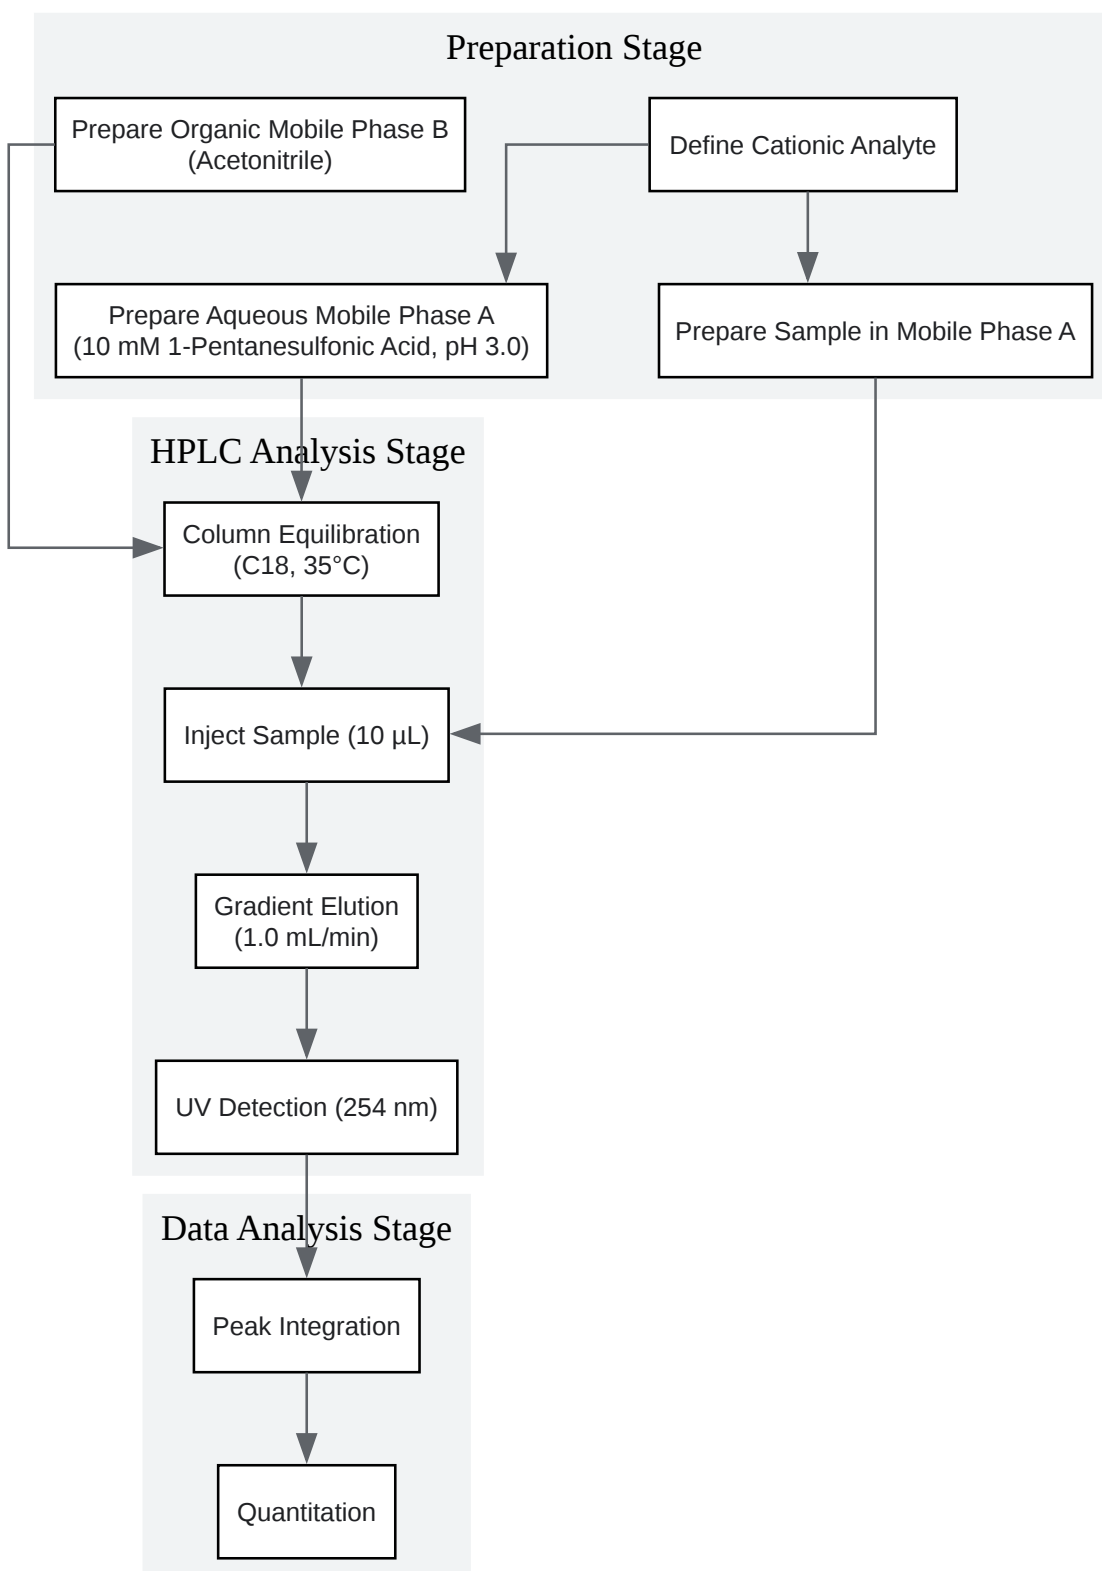 Preparation Stage
Prepare Organic Mobile Phase B
(Acetonitrile)
Define Cationic Analyte
Prepare Aqueous Mobile Phase A
(10 mM 1-Pentanesulfonic Acid, pH 3.0)
Prepare Sample in Mobile Phase A
HPLC Analysis Stage
Column Equilibration
(C18, 35°C)
Inject Sample (10 µL)
Gradient Elution
(1.0 mL/min)
UV Detection (254 nm)
Data Analysis Stage
Peak Integration
Quantitation